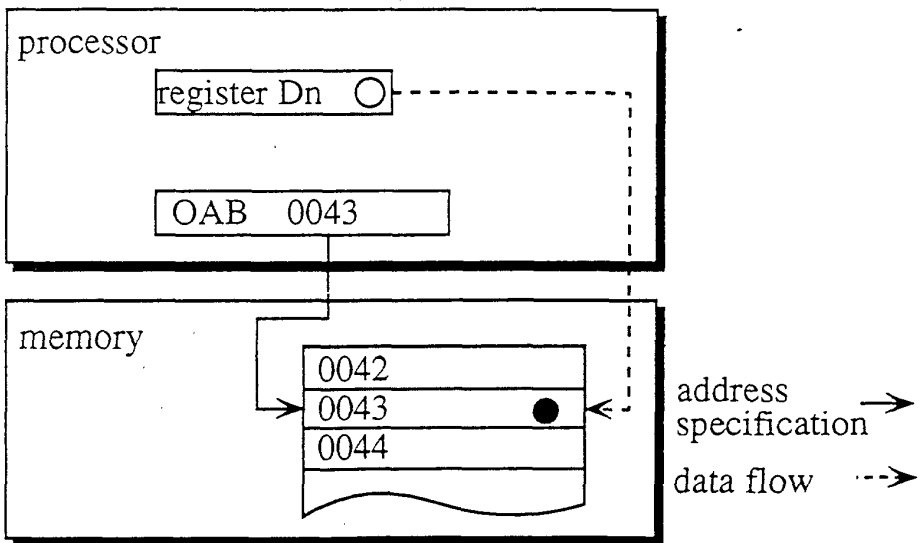 processor
register Dn
OAB 0043
memory
0042
0043
0044
address
specification
data flow